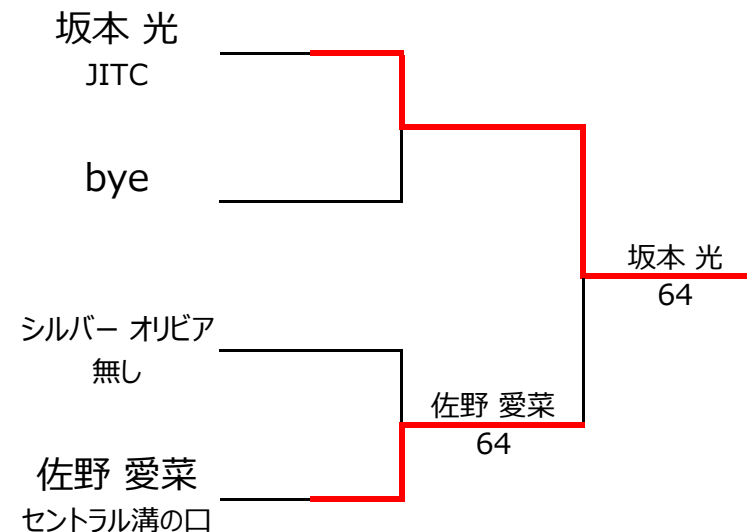 坂本 光
JITC
bye
坂本 光
64
シルバー オリビア
無し
佐野 愛菜
64
佐野 愛菜
セントラル溝の口